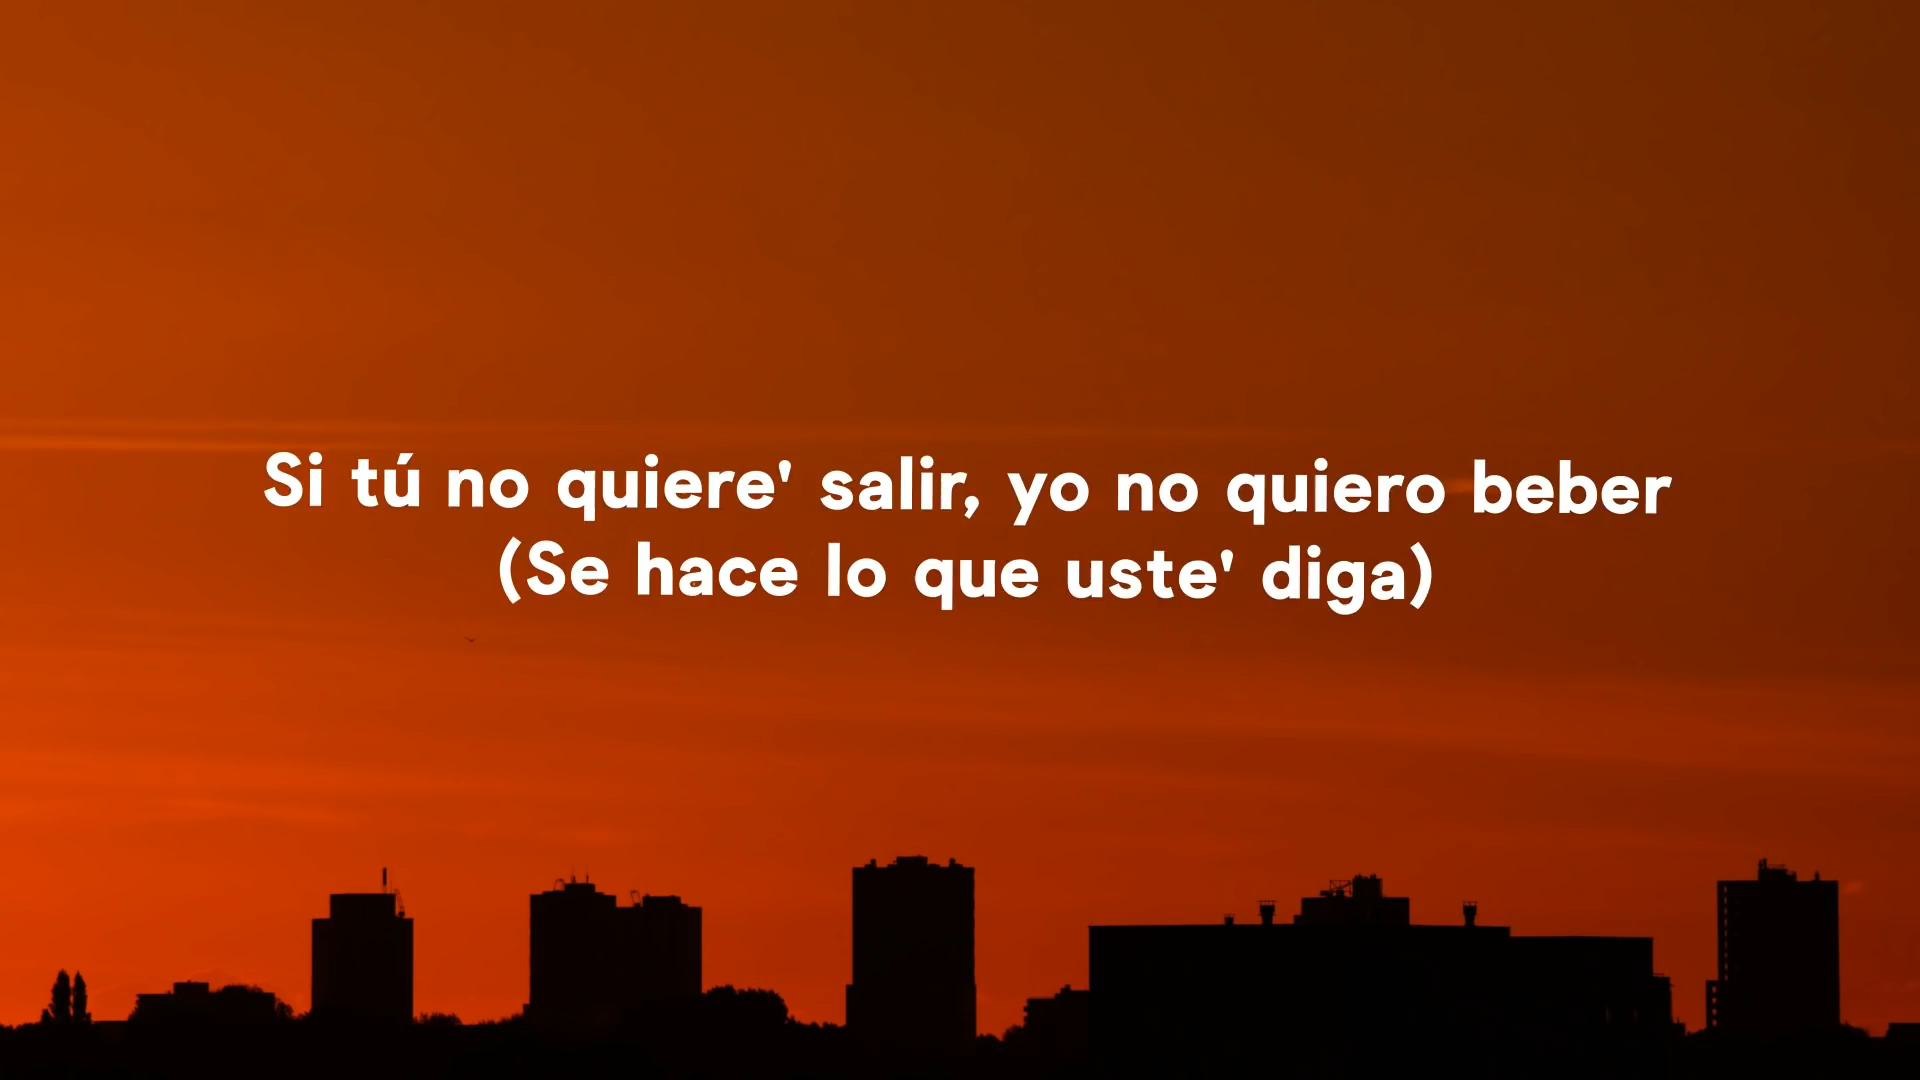 Si tú no quiere' salir, yo no quiero beber
(Se hace lo que uste' diga)